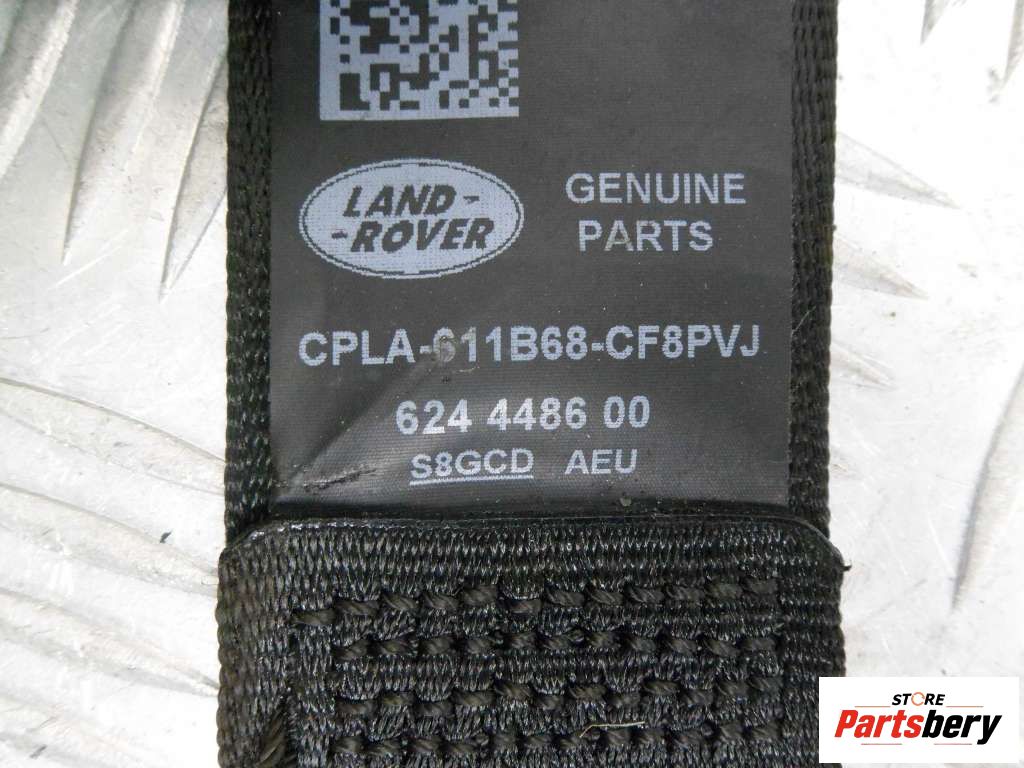 LAND-
-ROVER
GENUINE
PARTS
CPLA-611B68-CF8PVJ
624 4486 00
S8GCD AEU
STORE
Partsbery